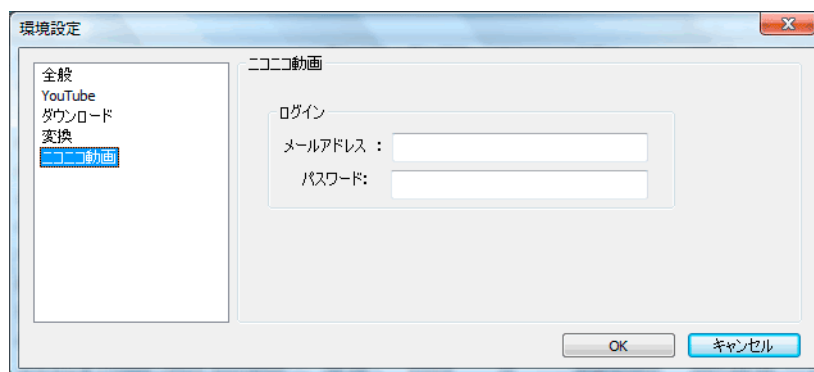 環境設定
全般
YouTube
ダウンロード
変換
ニコニコ動画
ニコニコ動画
ログイン
メールアドレス :
パスワード:
OK
キャンセル